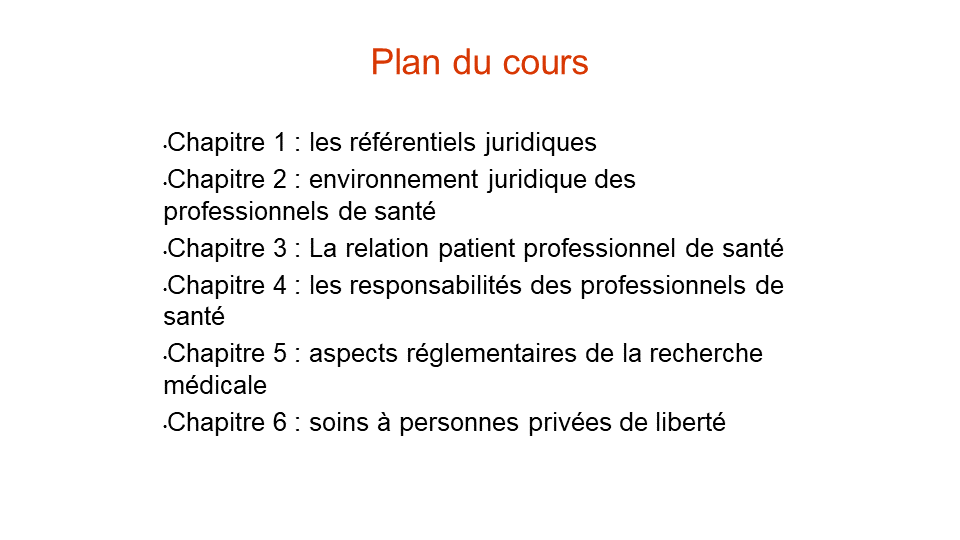 Plan du cours
•Chapitre 1 : les référentiels juridiques
•Chapitre 2 : environnement juridique des
professionnels de santé
•Chapitre 3 : La relation patient professionnel de santé
•Chapitre 4 : les responsabilités des professionnels de
santé
•Chapitre 5 : aspects réglementaires de la recherche
médicale
•Chapitre 6 : soins à personnes privées de liberté